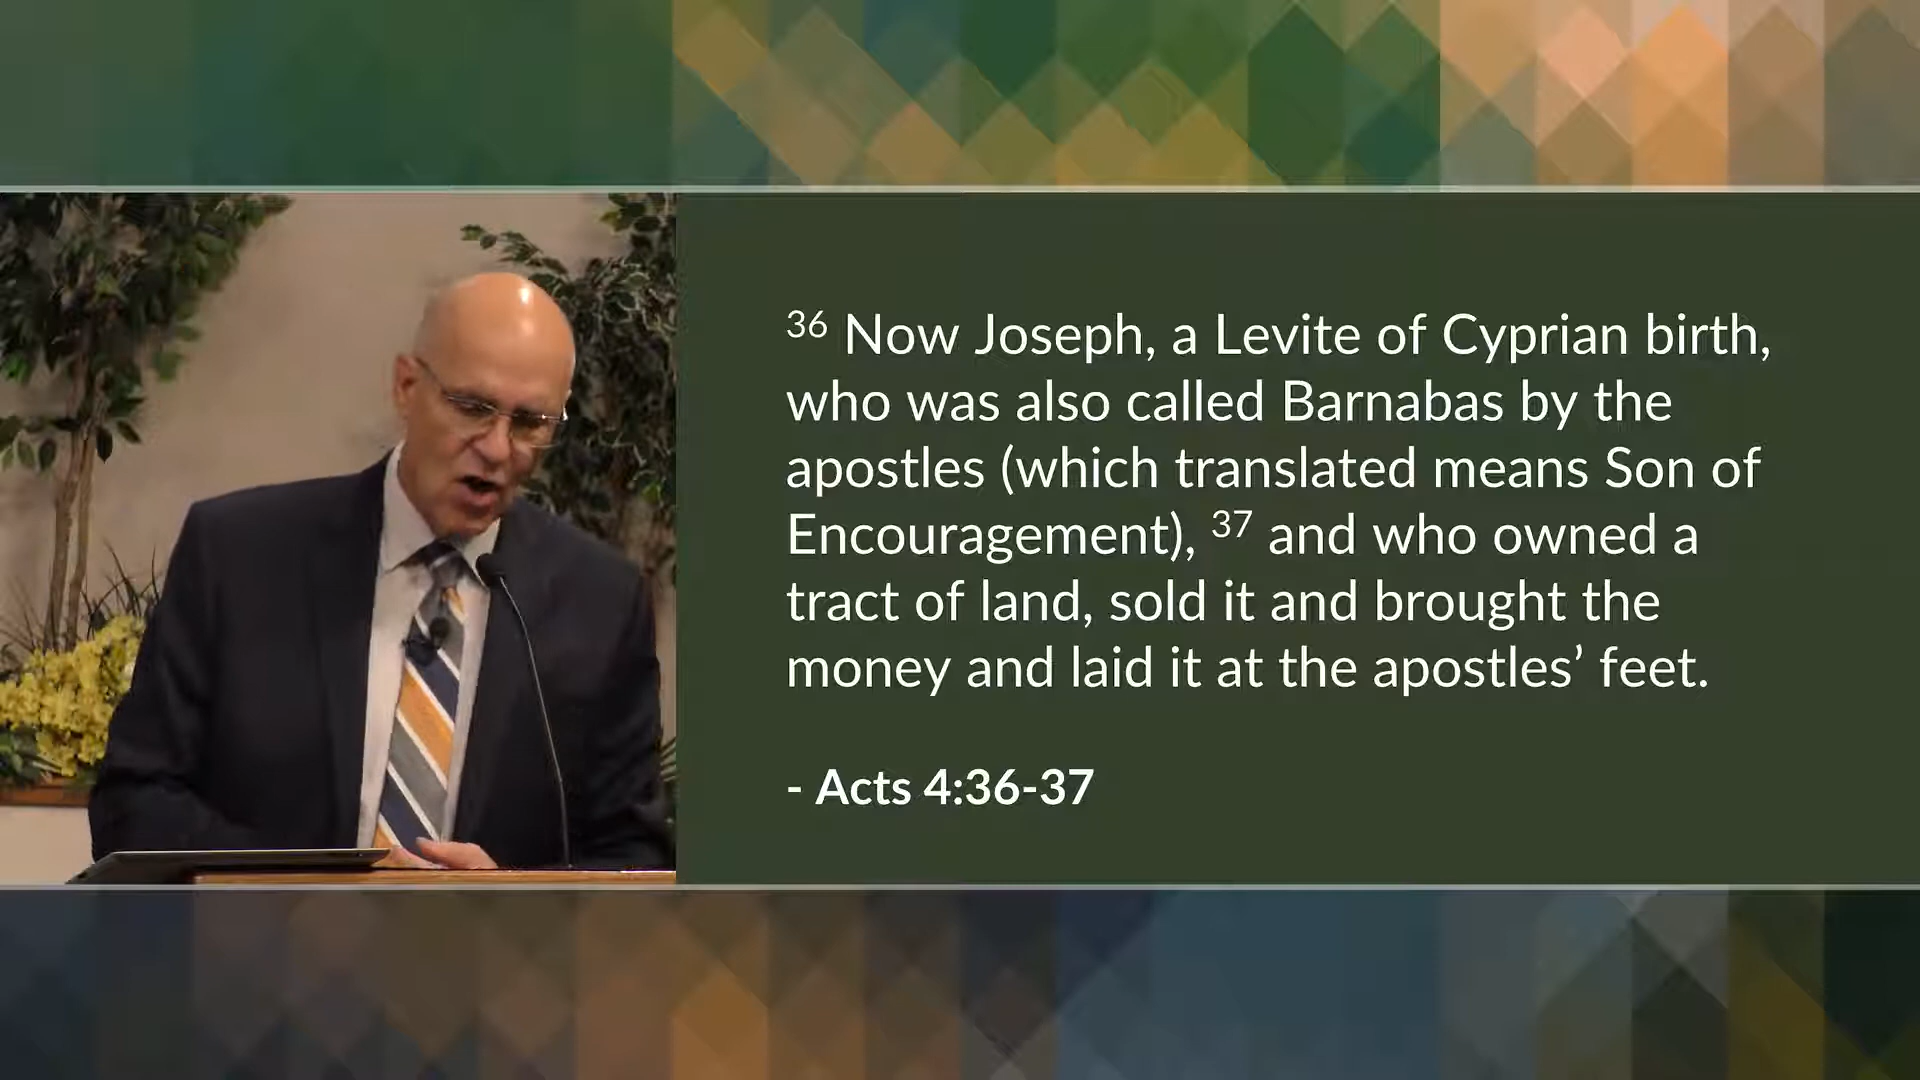 36 Now Joseph, a Levite of Cyprian birth,
who was also called Barnabas by the
apostles (which translated means Son of
Encouragement), 37 and who owned a
tract of land, sold it and brought the
money and laid it at the apostles’ feet.
- Acts 4:36-37